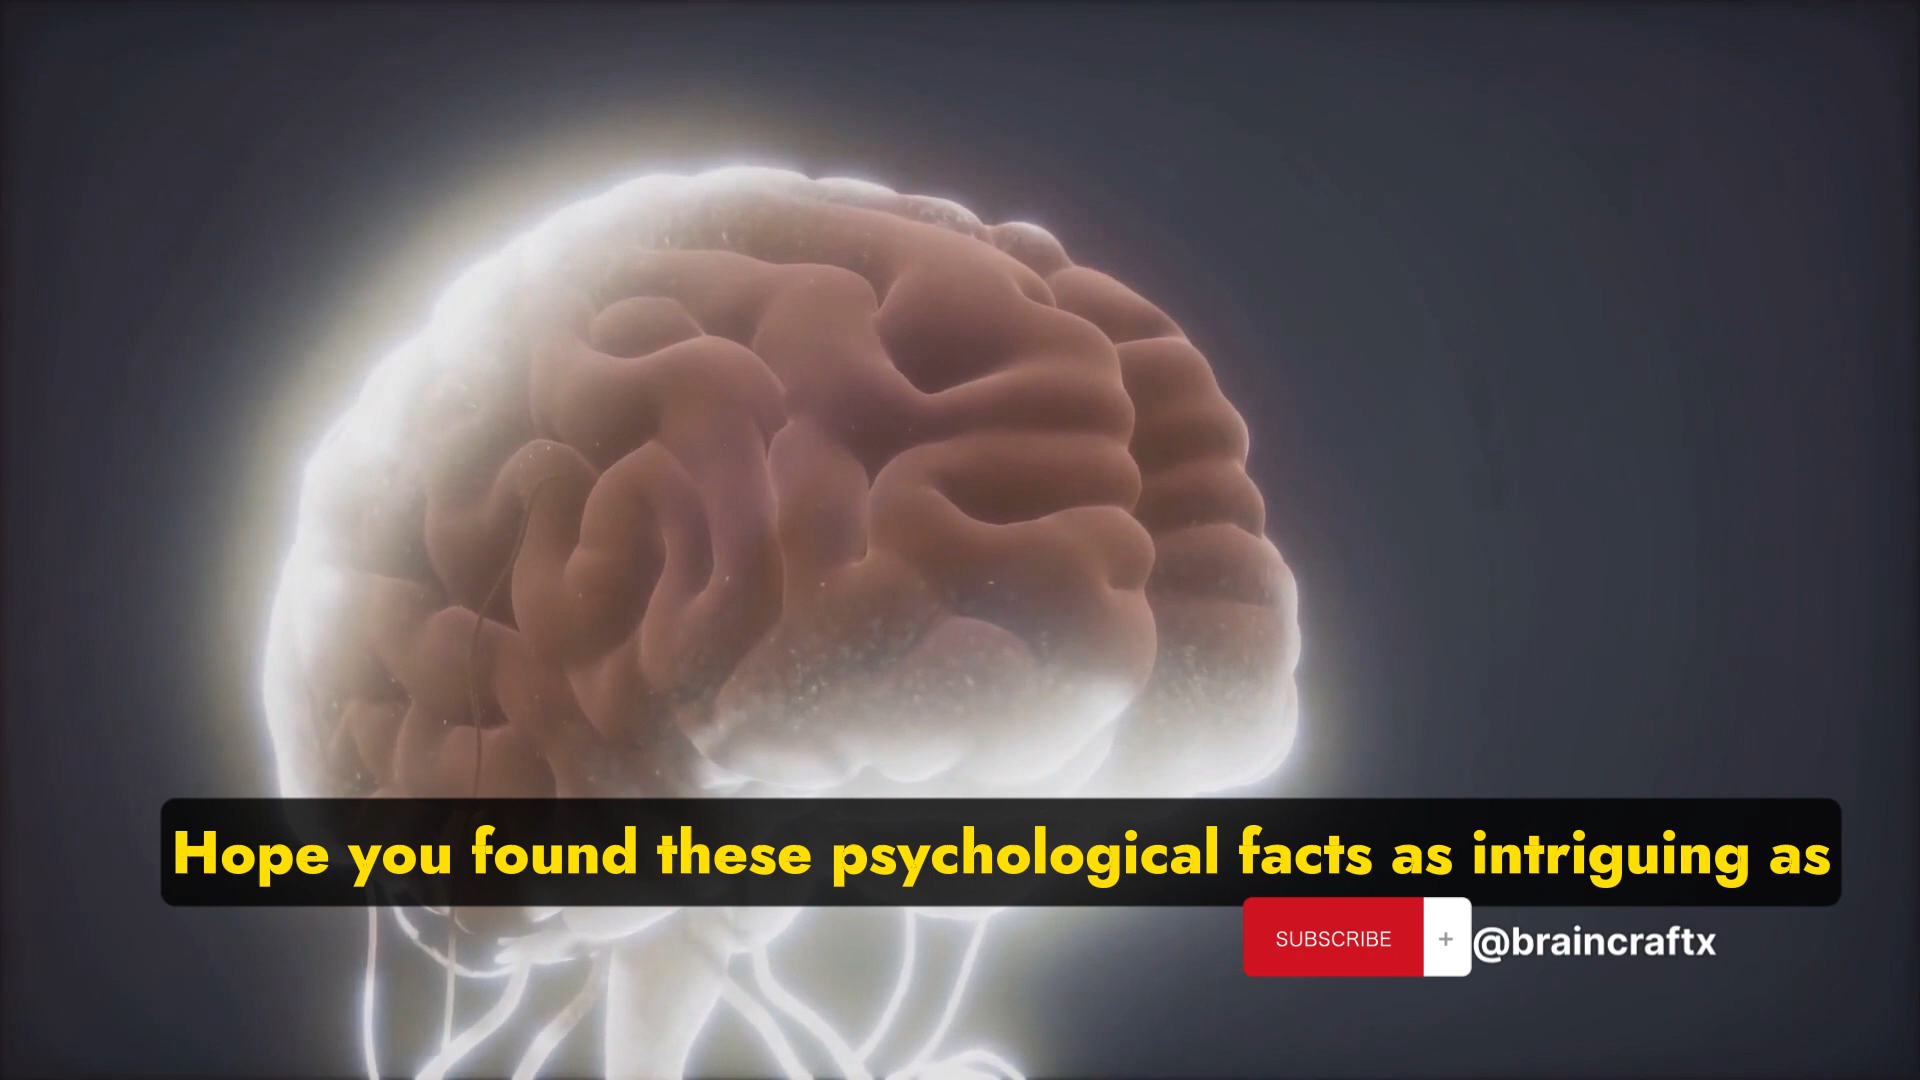 Hope you found these psychological facts as intriguing as
SUBSCRIBE + @braincraftx